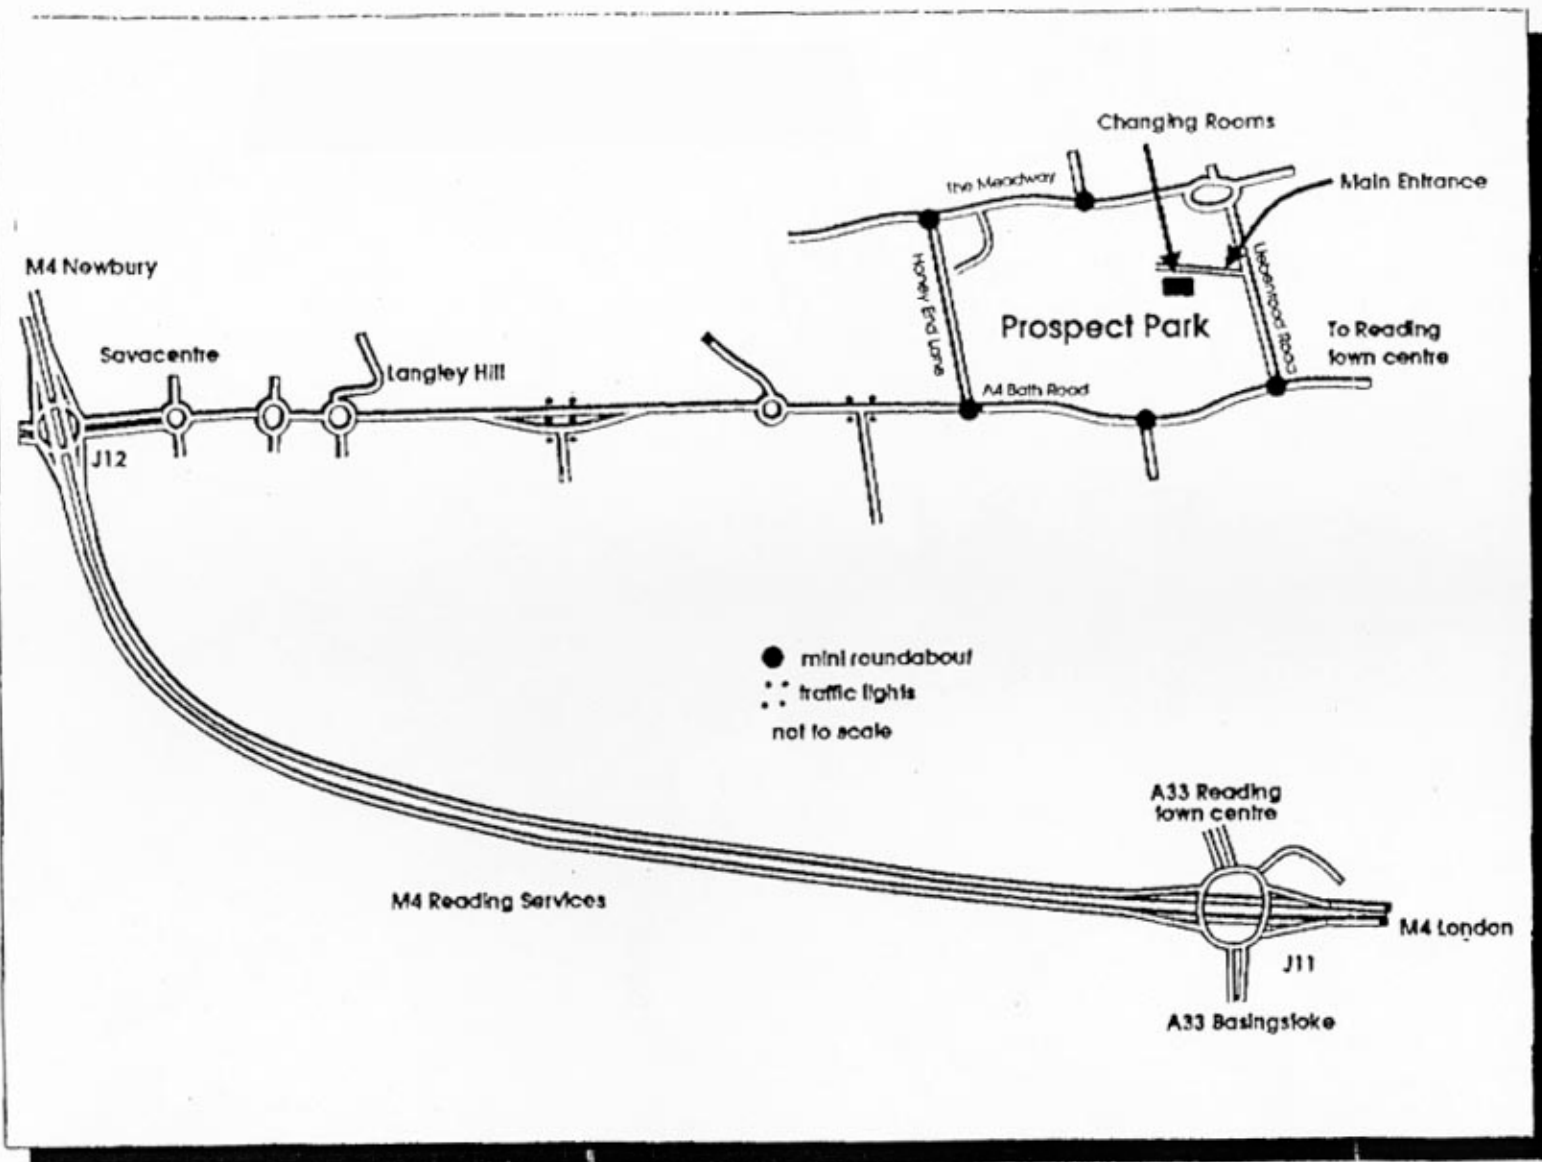 Changing Rooms
The Meadway
Main Entrance
M4 Newbury
Honey End Lane
Liebenrood Road
Savacentre
Prospect Park
To Reading
town centre
Langley Hill
A4 Bath Road
J12
mini roundabout
traffic lights
not to scale
A33 Reading
town centre
M4 Reading Services
M4 London
J11
A33 Basingstoke